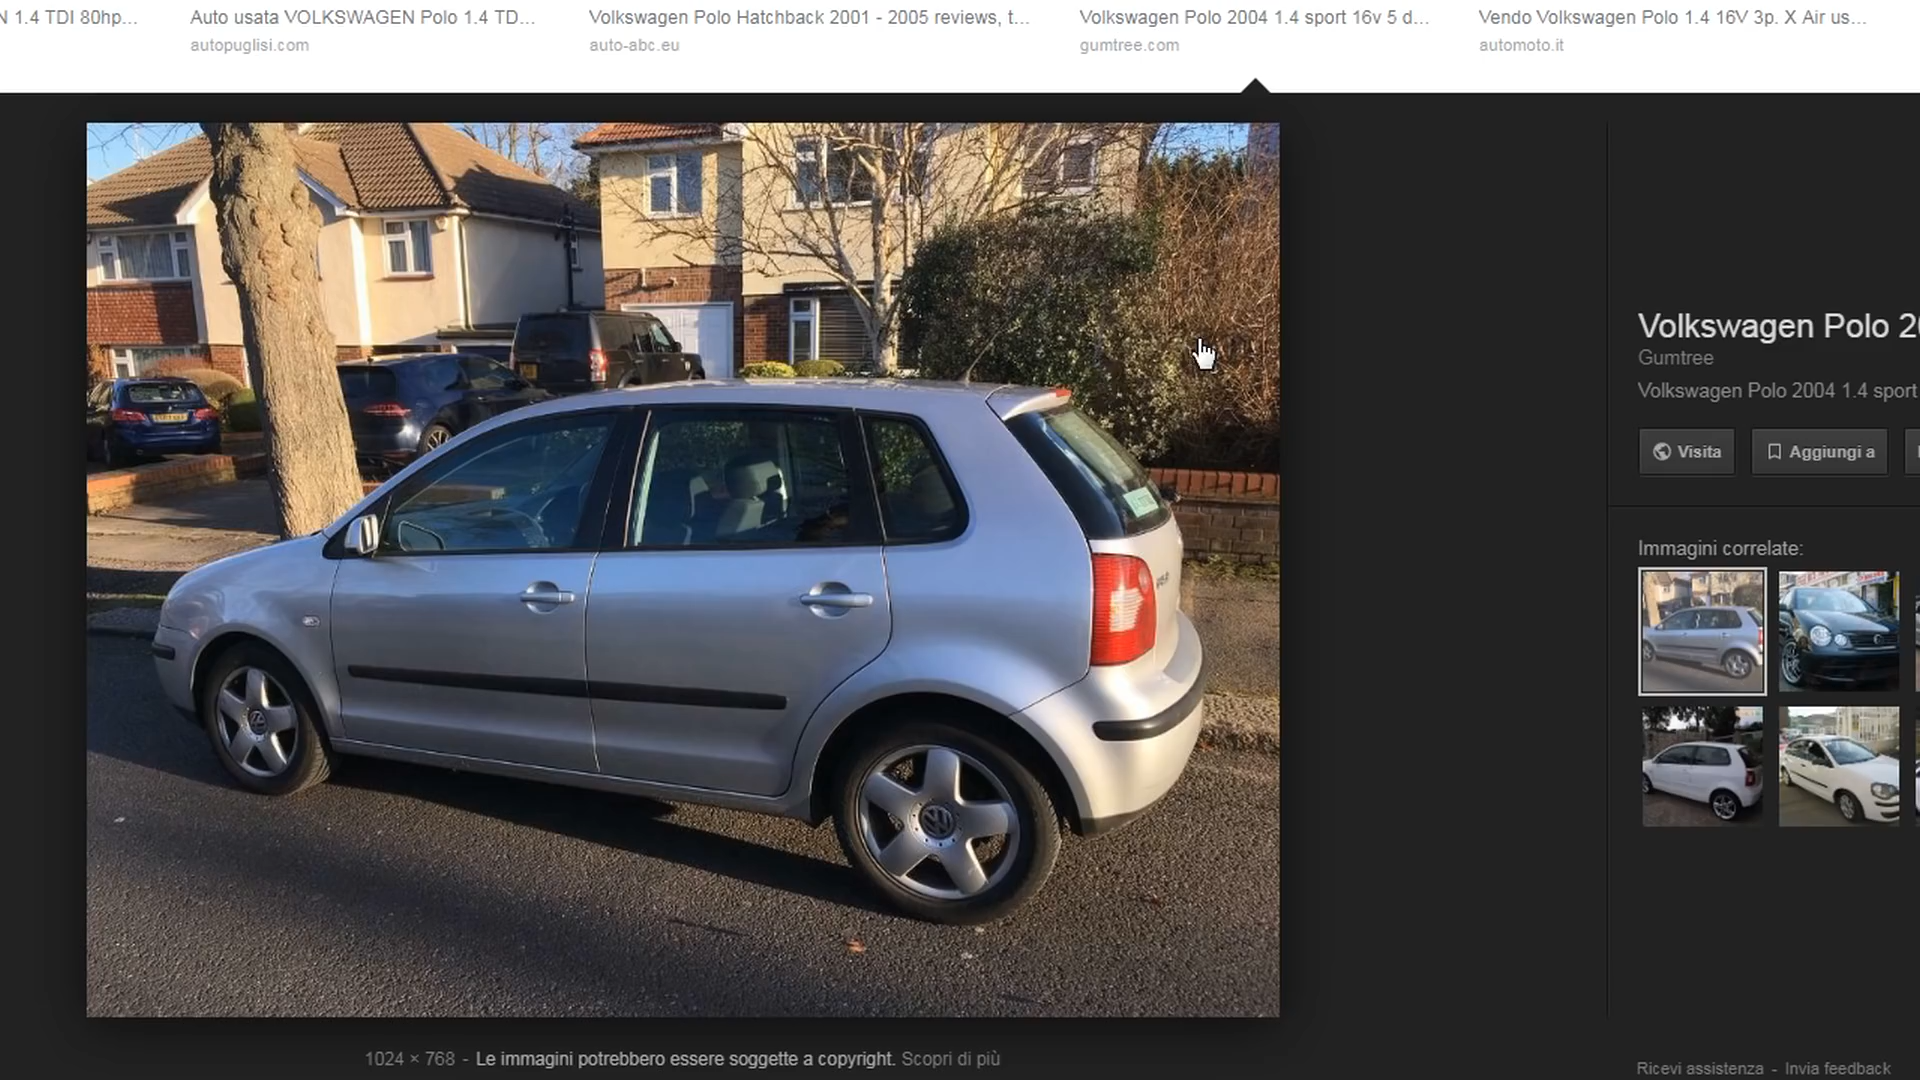 N 1.4 TDI 80hp...
Auto usata VOLKSWAGEN Polo 1.4 TD...
Volkswagen Polo Hatchback 2001 - 2005 reviews, t...
Volkswagen Polo 2004 1.4 sport 16v 5 d...
Vendo Volkswagen Polo 1.4 16V 3p. X Air us...
autopuglisi.com
auto-abc.eu
gumtree.com
automoto.it
Volkswagen Polo 20
Gumtree
Volkswagen Polo 2004 1.4 sport
Visita
Aggiungi a
Immagini correlate:
1024 × 768 - Le immagini potrebbero essere soggette a copyright. Scopri di più
Ricevi assistenza - Invia feedback